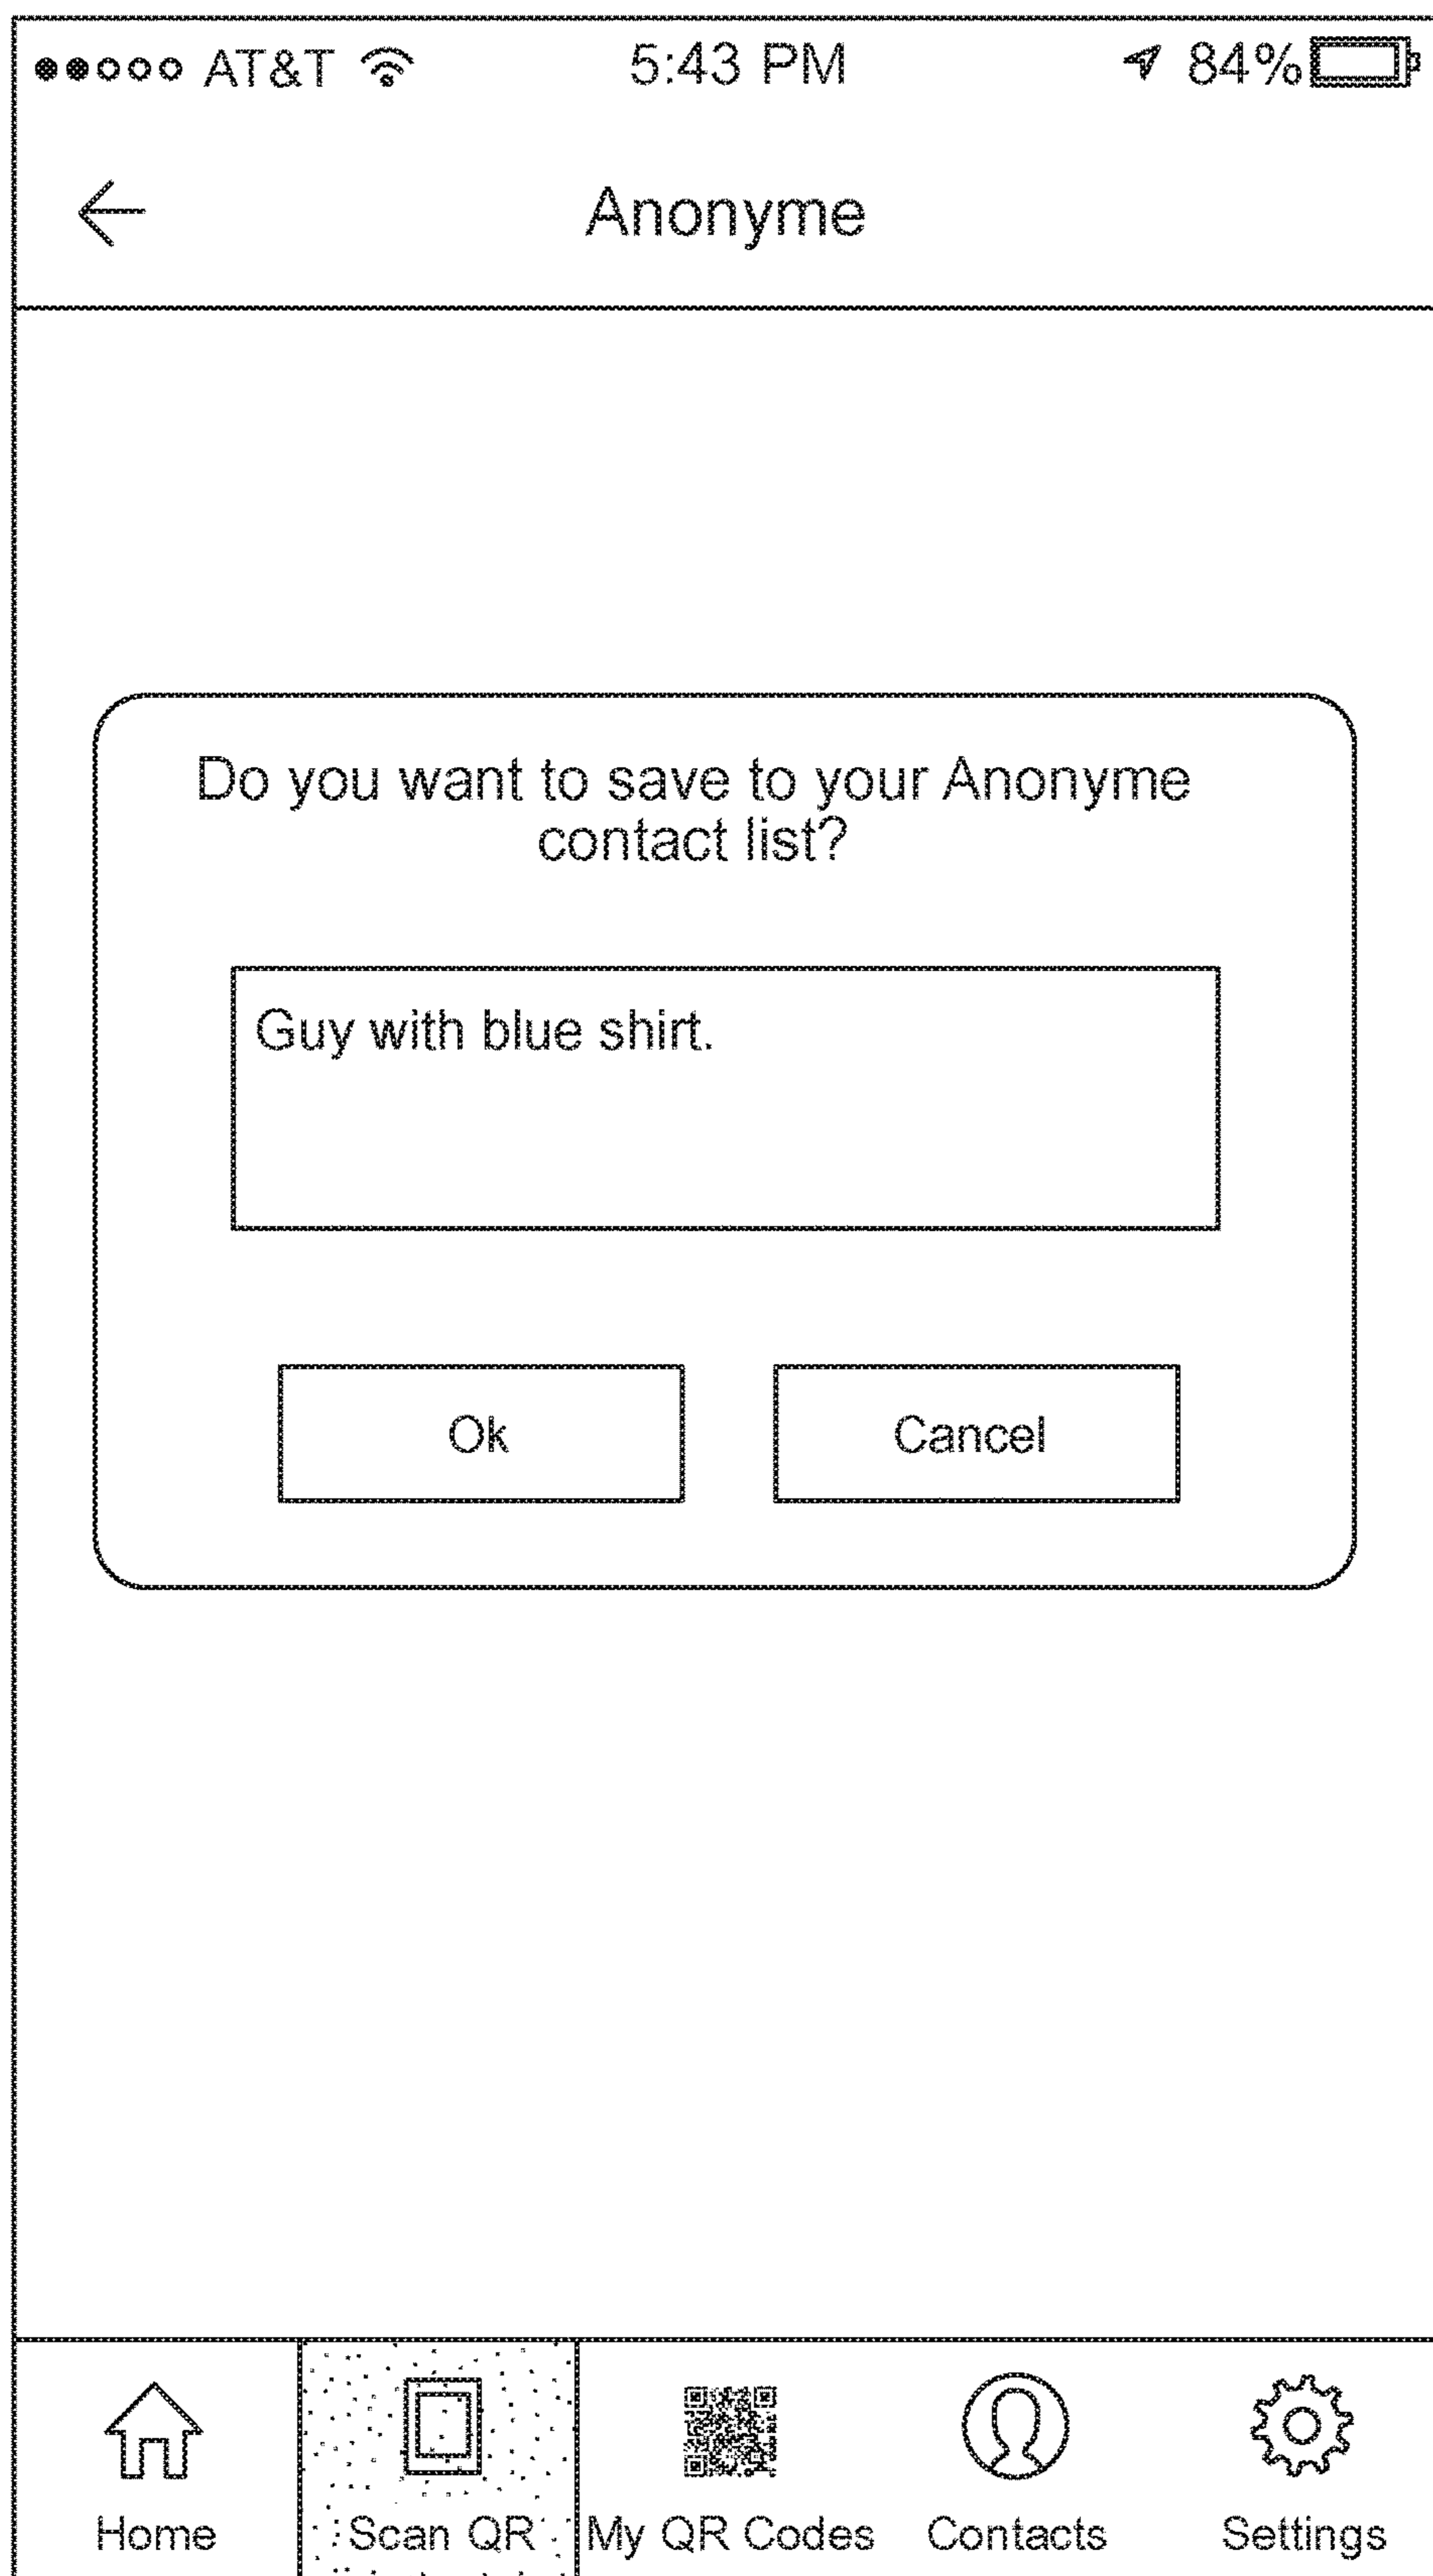 AT&T 5:43 PM 84%
Anonyme
Do you want to save to your Anonyme
contact list?
Guy with blue shirt.
Ok Cancel
Home Scan QR My QR Codes Contacts Settings